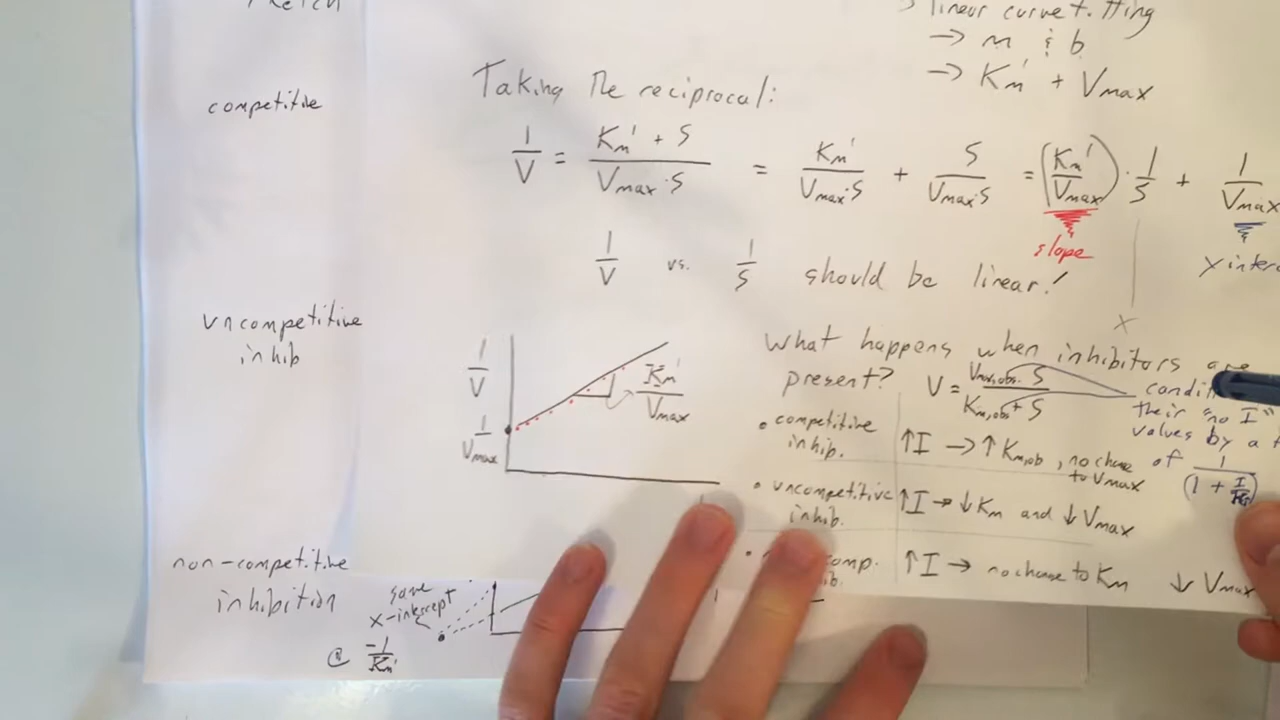 linear curve
→ m & b
→ Km' + Vmax
Taking the reciprocal:
1/V = (Km' + S)/(Vmax·S) = Km'/(Vmax·S) + S/(Vmax·S) = (Km'/Vmax)·1/S + 1/Vmax
slope
y inter
x
1/V vs. 1/S should be linear!
1/V
1/Vmax
Km'/Vmax
What happens when inhibitors are
present? V = (Vmax,obs · S)/(Km,obs + S)
their "no I"
values by a
of 1/(1 + I/
• competitive
inhib.
↑I → ↑Km,ob, no change
to Vmax
• uncompetitive
inhib.
↑I → ↓Km and ↓Vmax
comp.
↑I → no change to Km ↓Vmax
competitive
uncompetitive
inhib
non-competitive
inhibition
same
x-intercept
@ -1/Km'